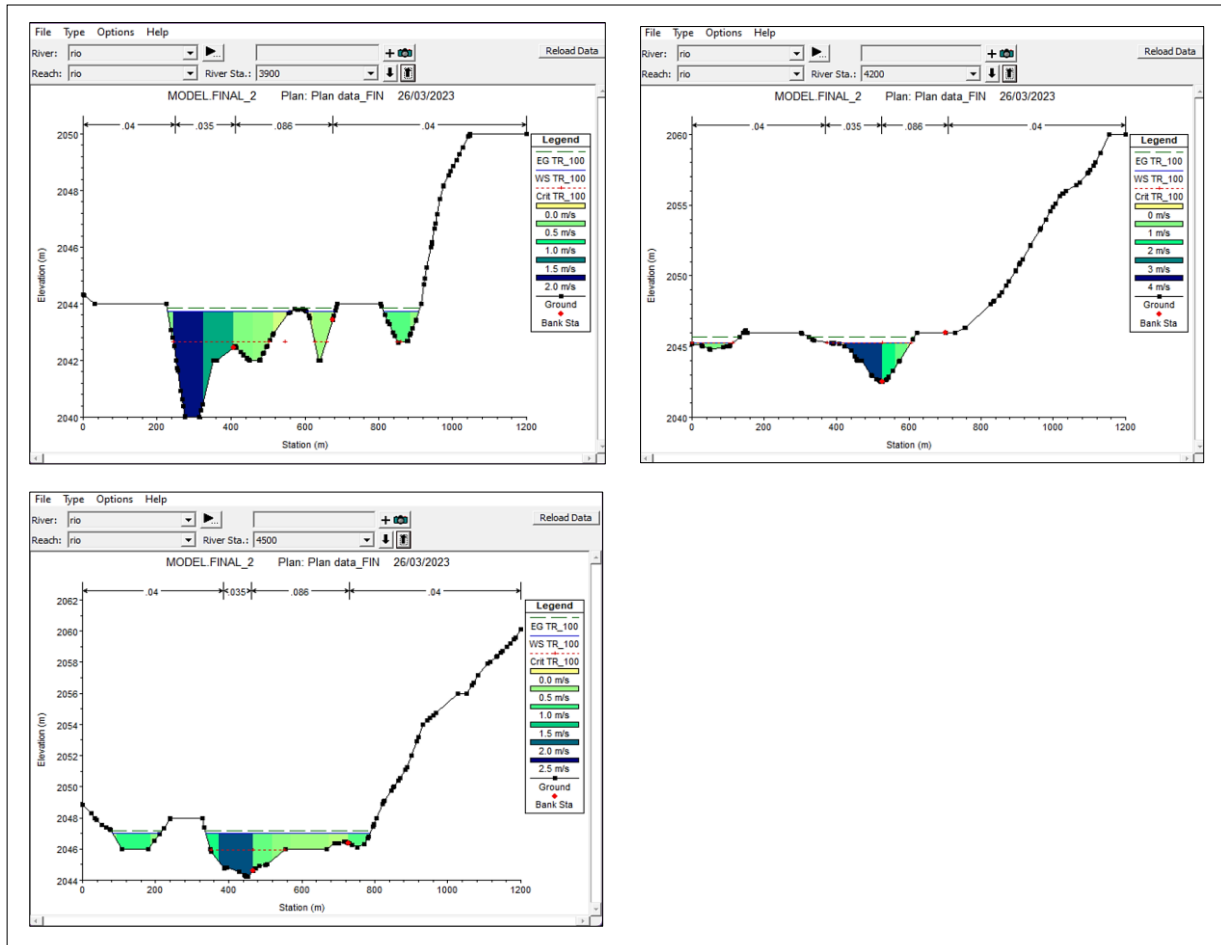 File Type Options Help
River: rio Reload Data
Reach: rio River Sta.: 3900
MODEL.FINAL_2 Plan: Plan data_FIN 26/03/2023
.04 .035 .086 .04
Legend
EG TR_100
WS TR_100
Crit TR_100
0.0 m/s
0.5 m/s
1.0 m/s
1.5 m/s
2.0 m/s
Ground
Bank Sta
Elevation (m)
2050
2048
2046
2044
2042
2040
0 200 400 600 800 1000 1200
Station (m)
File Type Options Help
River: rio Reload Data
Reach: rio River Sta.: 4200
MODEL.FINAL_2 Plan: Plan data_FIN 26/03/2023
.04 .035 .086 .04
Legend
EG TR_100
WS TR_100
Crit TR_100
0 m/s
1 m/s
2 m/s
3 m/s
4 m/s
Ground
Bank Sta
Elevation (m)
2060
2055
2050
2045
2040
0 200 400 600 800 1000 1200
Station (m)
File Type Options Help
River: rio Reload Data
Reach: rio River Sta.: 4500
MODEL.FINAL_2 Plan: Plan data_FIN 26/03/2023
.04 .035 .086 .04
Legend
EG TR_100
WS TR_100
Crit TR_100
0.0 m/s
0.5 m/s
1.0 m/s
1.5 m/s
2.0 m/s
2.5 m/s
Ground
Bank Sta
Elevation (m)
2062
2060
2058
2056
2054
2052
2050
2048
2046
2044
0 200 400 600 800 1000 1200
Station (m)